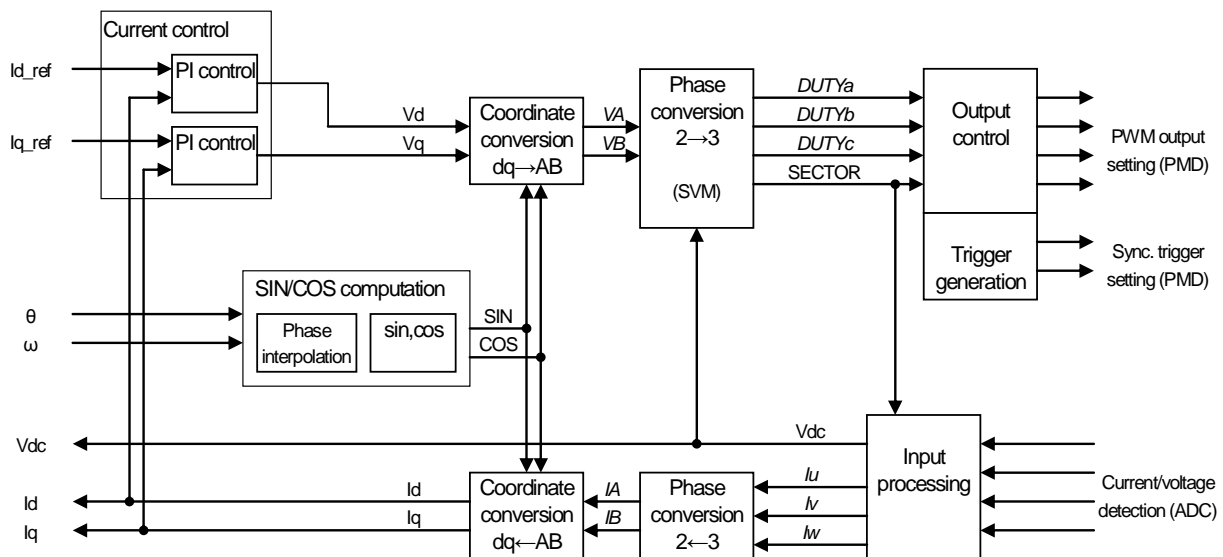 Current control
Id_ref
PI control
Iq_ref
PI control
Vd
Vq
Coordinate
conversion
dq→AB
VA
VB
Phase
conversion
2→3
(SVM)
DUTYa
DUTYb
DUTYc
SECTOR
Output
control
PWM output
setting (PMD)
Trigger
generation
Sync. trigger
setting (PMD)
θ
ω
SIN/COS computation
Phase
interpolation
sin,cos
SIN
COS
Vdc
Vdc
Id
Iq
Id
Iq
Coordinate
conversion
dq←AB
IA
IB
Phase
conversion
2←3
Iu
Iv
Iw
Input
processing
Current/voltage
detection (ADC)